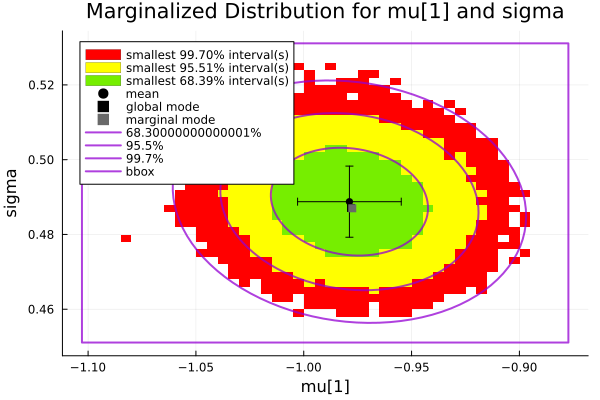 Marginalized Distribution for mu[1] and sigma
smallest 99.70% interval(s)
smallest 95.51% interval(s)
smallest 68.39% interval(s)
mean
global mode
marginal mode
68.30000000000001%
95.5%
99.7%
bbox
sigma
0.52
0.50
0.48
0.46
−1.10
−1.05
−1.00
−0.95
−0.90
mu[1]